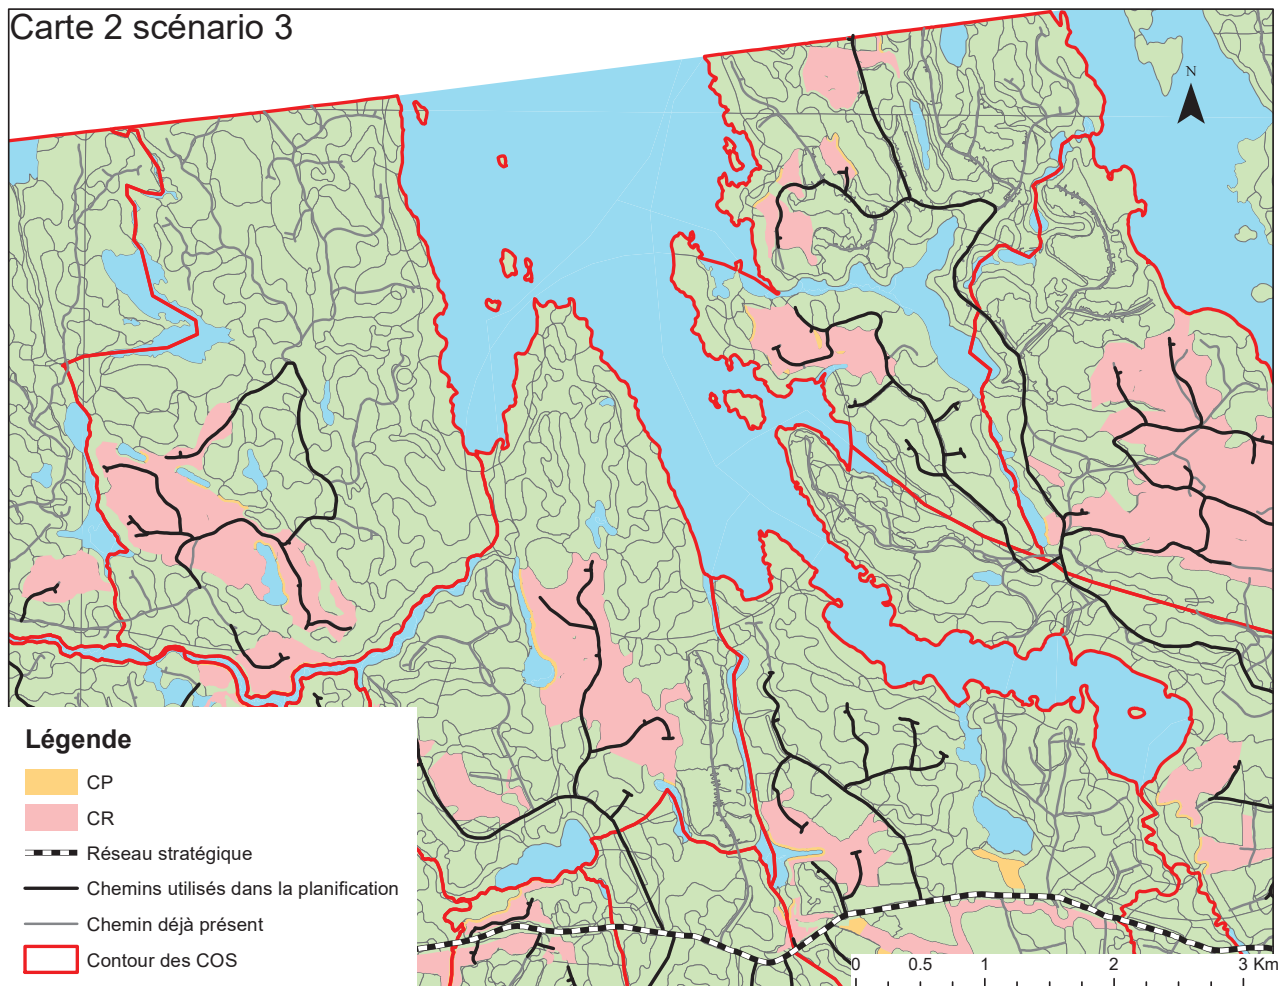 Carte 2 scénario 3
N
Légende
CP
CR
Réseau stratégique
Chemins utilisés dans la planification
Chemin déjà présent
Contour des COS
0 0.5 1 2 3 Km